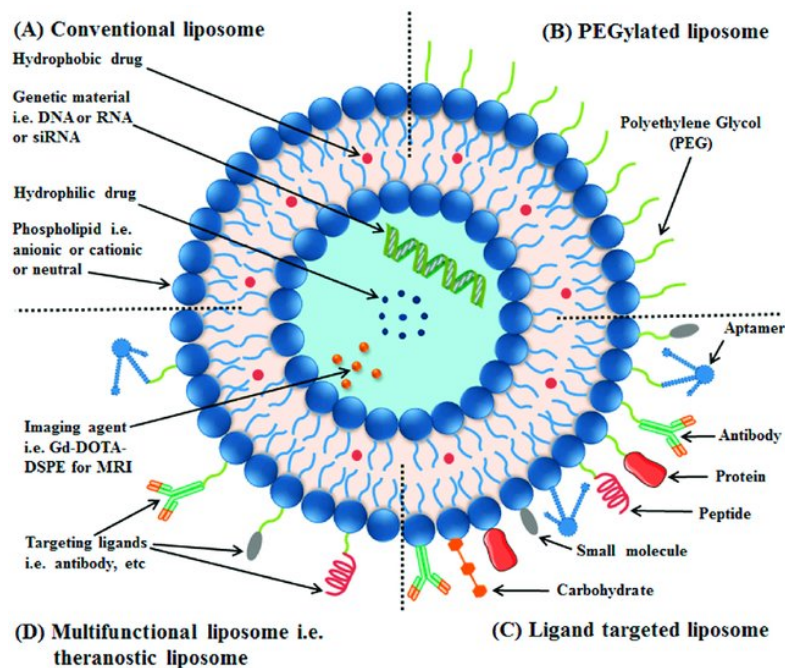 (A) Conventional liposome
(B) PEGylated liposome
Hydrophobic drug
Genetic material
i.e. DNA or RNA
or siRNA
Polyethylene Glycol
(PEG)
Hydrophilic drug
Phospholipid i.e.
anionic or cationic
or neutral
Aptamer
Imaging agent
i.e. Gd-DOTA-
DSPE for MRI
Antibody
Protein
Peptide
Targeting ligands
i.e. antibody, etc
Small molecule
Carbohydrate
(D) Multifunctional liposome i.e.
theranostic liposome
(C) Ligand targeted liposome